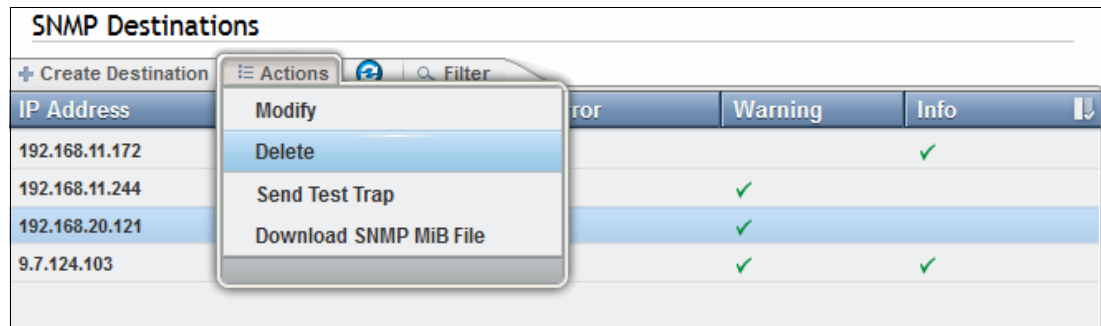 SNMP Destinations
Create Destination Actions Filter
IP Address ror Warning Info
Modify
192.168.11.172
Delete
192.168.11.244
Send Test Trap
192.168.20.121
Download SNMP MiB File
9.7.124.103